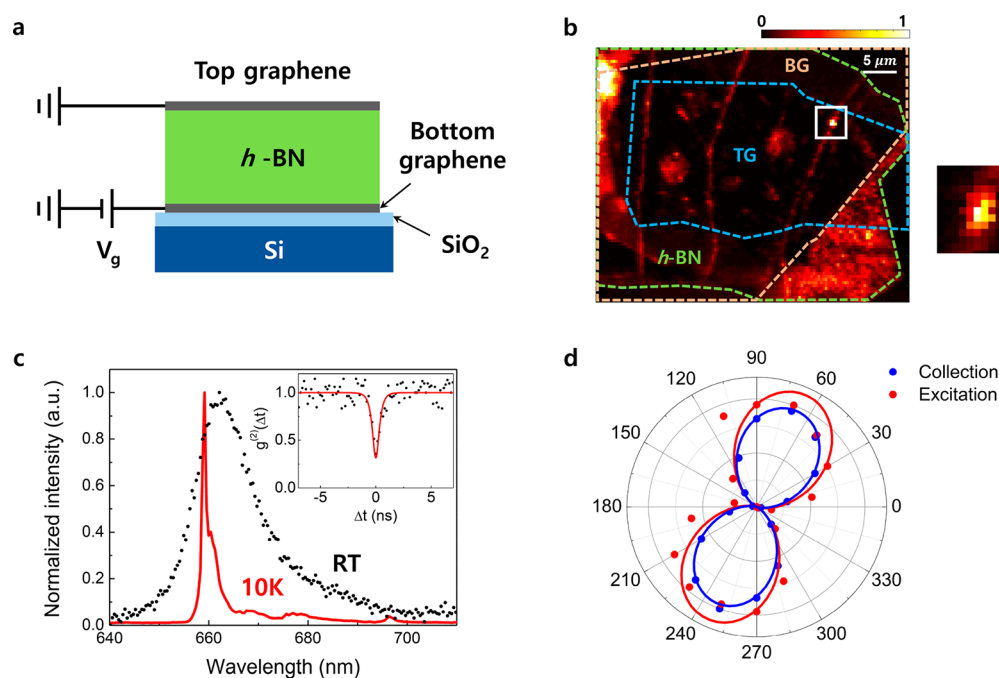 a
Top graphene
h -BN
Bottom
graphene
Vg
SiO2
Si
b
0 1
BG
5 μm
TG
h-BN
c
Normalized intensity (a.u.)
1.0
0.8
0.6
0.4
0.2
0.0
640 660 680 700
Wavelength (nm)
10K
RT
g(2)(Δt)
1.0
0.5
0.0
-5 0 5
Δt (ns)
d
90
120 60
150 30
180 0
210 330
240 300
270
Collection
Excitation